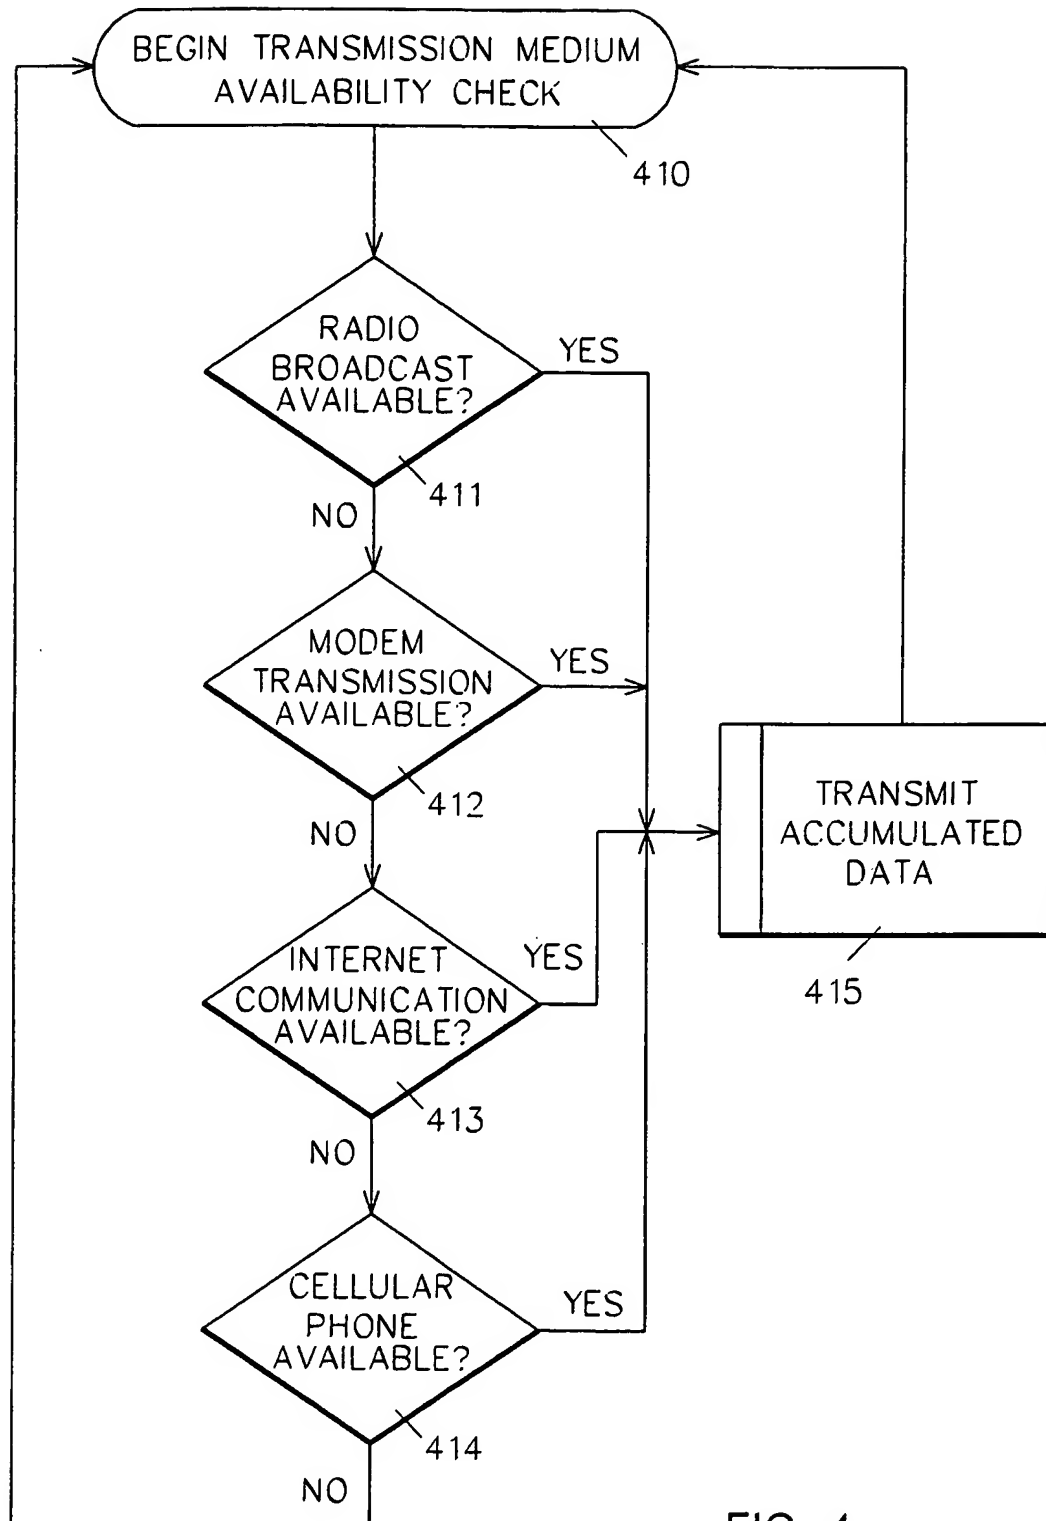 BEGIN TRANSMISSION MEDIUM
AVAILABILITY CHECK
410
RADIO
BROADCAST
AVAILABLE?
YES
411
NO
MODEM
TRANSMISSION
AVAILABLE?
YES
412
NO
TRANSMIT
ACCUMULATED
DATA
415
INTERNET
COMMUNICATION
AVAILABLE?
YES
413
NO
CELLULAR
PHONE
AVAILABLE?
YES
414
NO